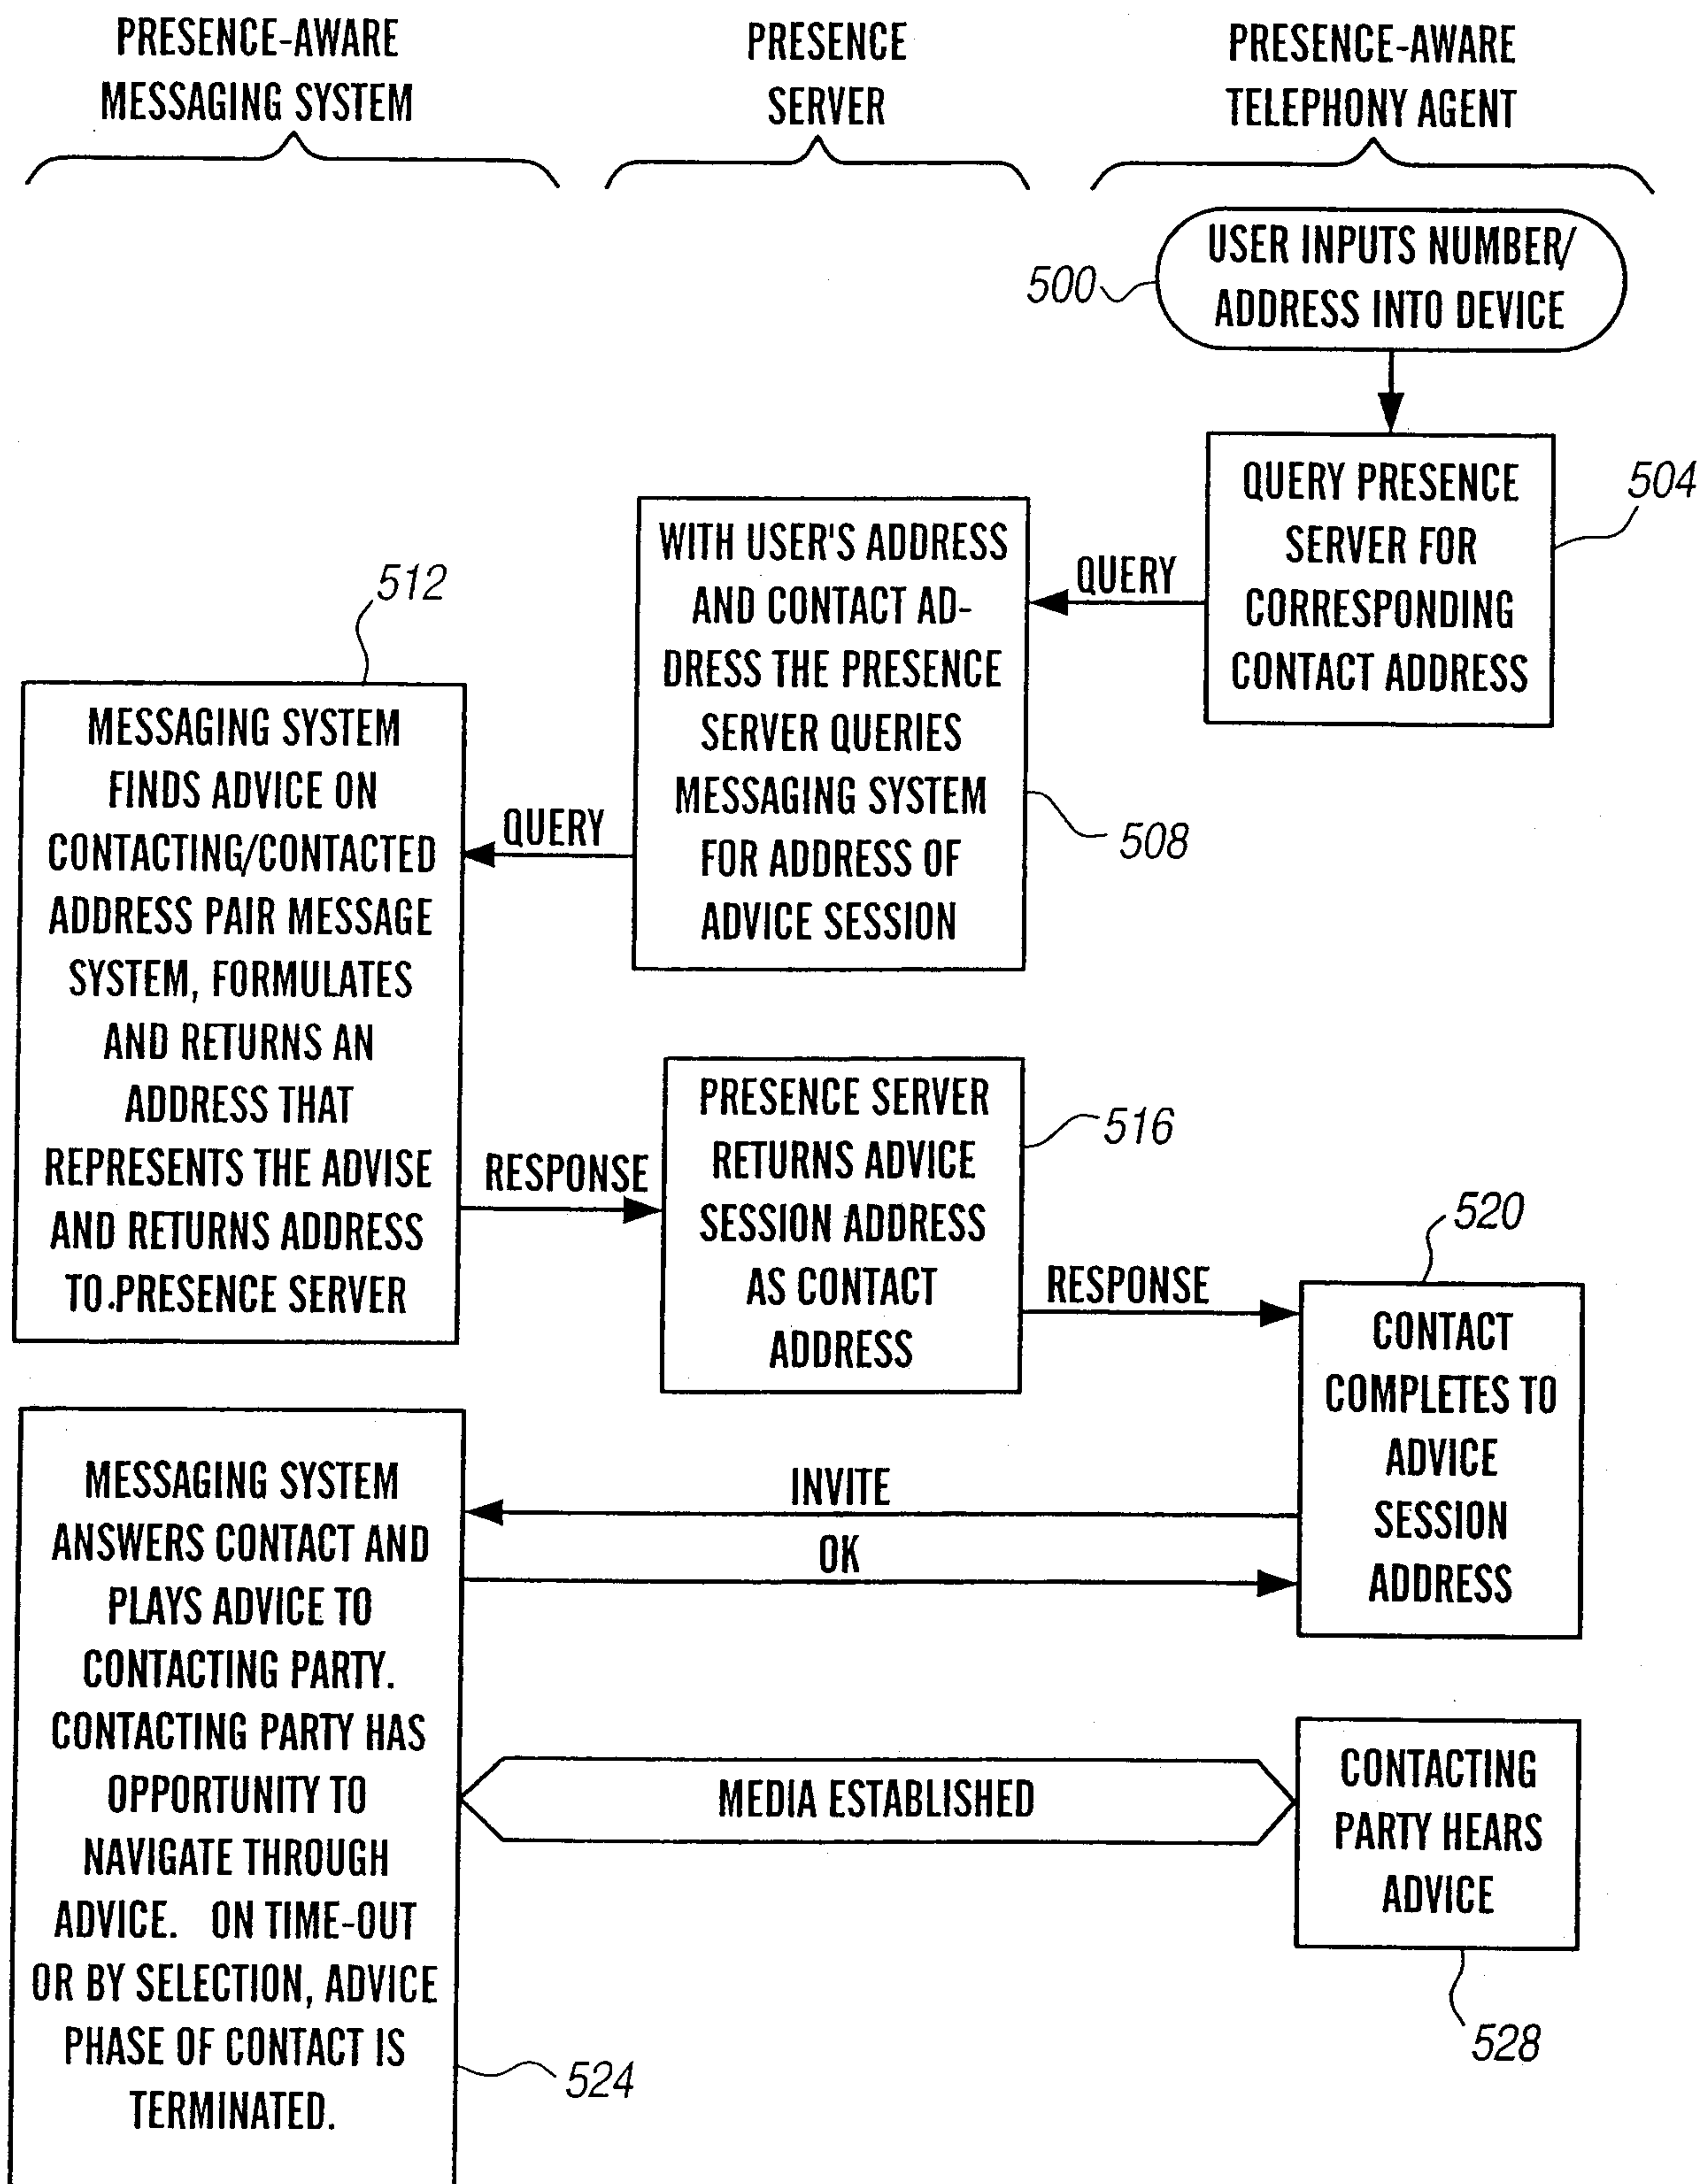 PRESENCE-AWARE
MESSAGING SYSTEM
PRESENCE
SERVER
PRESENCE-AWARE
TELEPHONY AGENT
USER INPUTS NUMBER/
ADDRESS INTO DEVICE
500
QUERY PRESENCE
SERVER FOR
CORRESPONDING
CONTACT ADDRESS
504
QUERY
WITH USER'S ADDRESS
AND CONTACT AD-
DRESS THE PRESENCE
SERVER QUERIES
MESSAGING SYSTEM
FOR ADDRESS OF
ADVICE SESSION
508
QUERY
512
MESSAGING SYSTEM
FINDS ADVICE ON
CONTACTING/CONTACTED
ADDRESS PAIR MESSAGE
SYSTEM, FORMULATES
AND RETURNS AN
ADDRESS THAT
REPRESENTS THE ADVISE
AND RETURNS ADDRESS
TO PRESENCE SERVER
RESPONSE
PRESENCE SERVER
RETURNS ADVICE
SESSION ADDRESS
AS CONTACT
ADDRESS
516
RESPONSE
520
CONTACT
COMPLETES TO
ADVICE
SESSION
ADDRESS
INVITE
OK
MESSAGING SYSTEM
ANSWERS CONTACT AND
PLAYS ADVICE TO
CONTACTING PARTY.
CONTACTING PARTY HAS
OPPORTUNITY TO
NAVIGATE THROUGH
ADVICE. ON TIME-OUT
OR BY SELECTION, ADVICE
PHASE OF CONTACT IS
TERMINATED.
524
MEDIA ESTABLISHED
CONTACTING
PARTY HEARS
ADVICE
528